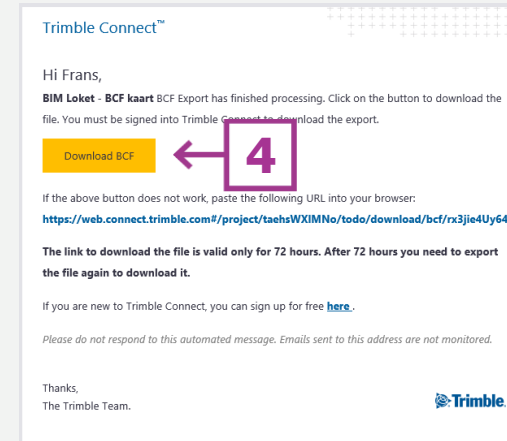 Trimble Connect™
Hi Frans,
BIM Loket - BCF kaart BCF Export has finished processing. Click on the button to download the
file. You must be signed into Trimble Connect to download the export.
Download BCF
4
If the above button does not work, paste the following URL into your browser:
https://web.connect.trimble.com#/project/taehsWXlMNo/todo/download/bcf/rx3jie4Uy64
The link to download the file is valid only for 72 hours. After 72 hours you need to export
the file again to download it.
If you are new to Trimble Connect, you can sign up for free here .
Please do not respond to this automated message. Emails sent to this address are not monitored.
Thanks,
The Trimble Team.
Trimble.